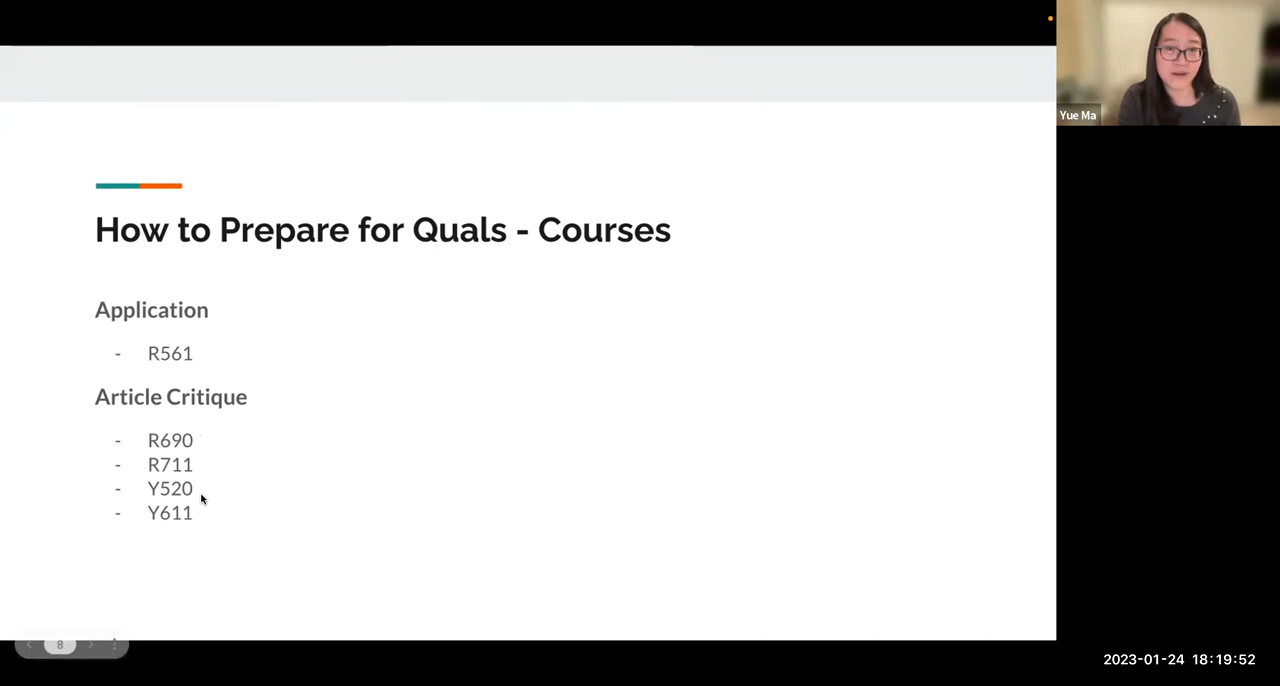 Yue Ma
How to Prepare for Quals - Courses
Application
- R561
Article Critique
- R690
- R711
- Y520
- Y611
8
2023-01-24 18:19:52